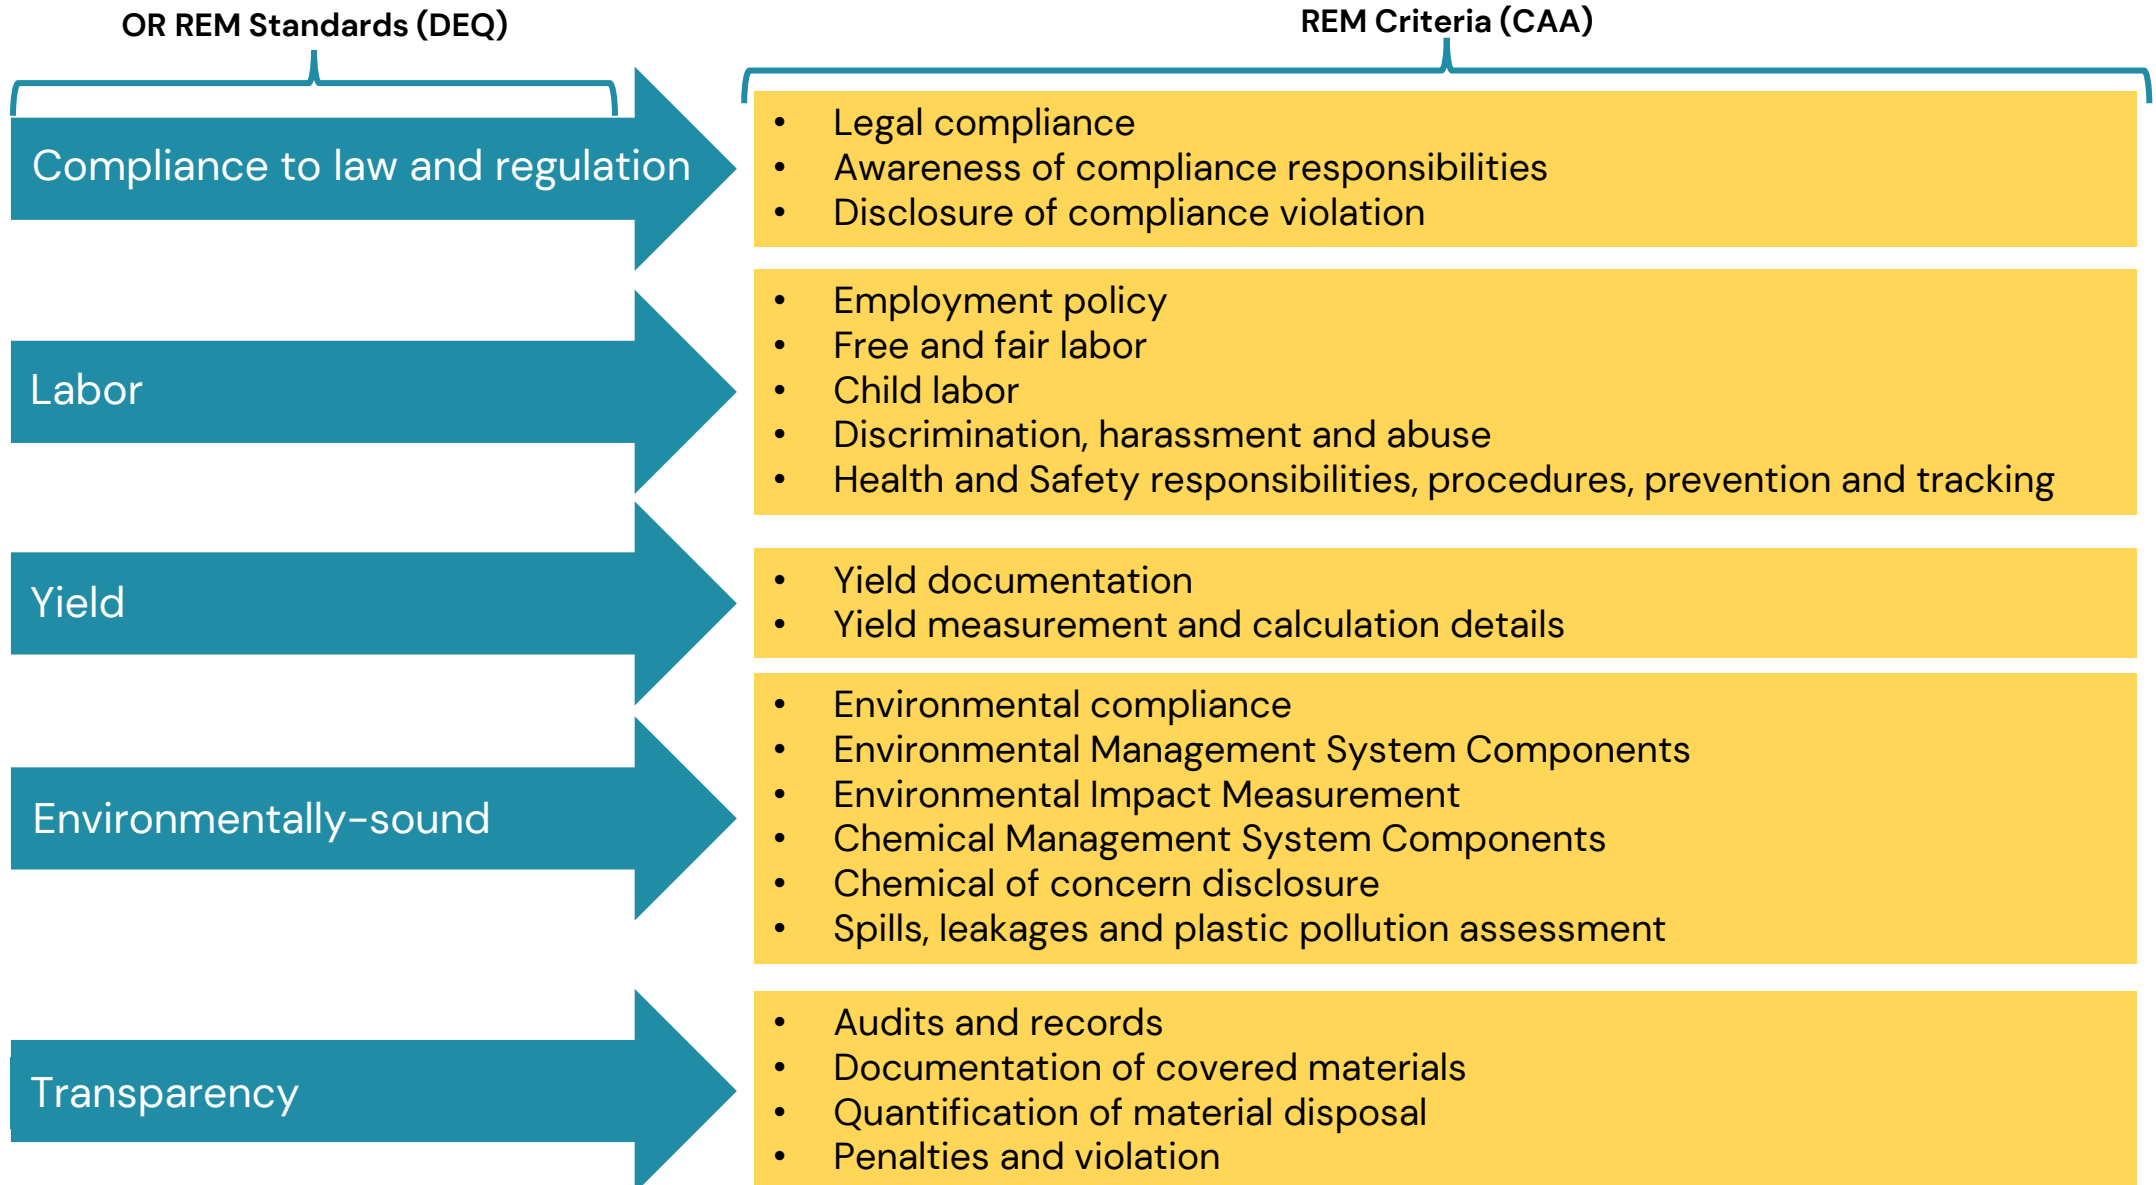 OR REM Standards (DEQ)
REM Criteria (CAA)
Compliance to law and regulation
• Legal compliance
• Awareness of compliance responsibilities
• Disclosure of compliance violation
Labor
• Employment policy
• Free and fair labor
• Child labor
• Discrimination, harassment and abuse
• Health and Safety responsibilities, procedures, prevention and tracking
Yield
• Yield documentation
• Yield measurement and calculation details
Environmentally-sound
• Environmental compliance
• Environmental Management System Components
• Environmental Impact Measurement
• Chemical Management System Components
• Chemical of concern disclosure
• Spills, leakages and plastic pollution assessment
Transparency
• Audits and records
• Documentation of covered materials
• Quantification of material disposal
• Penalties and violation